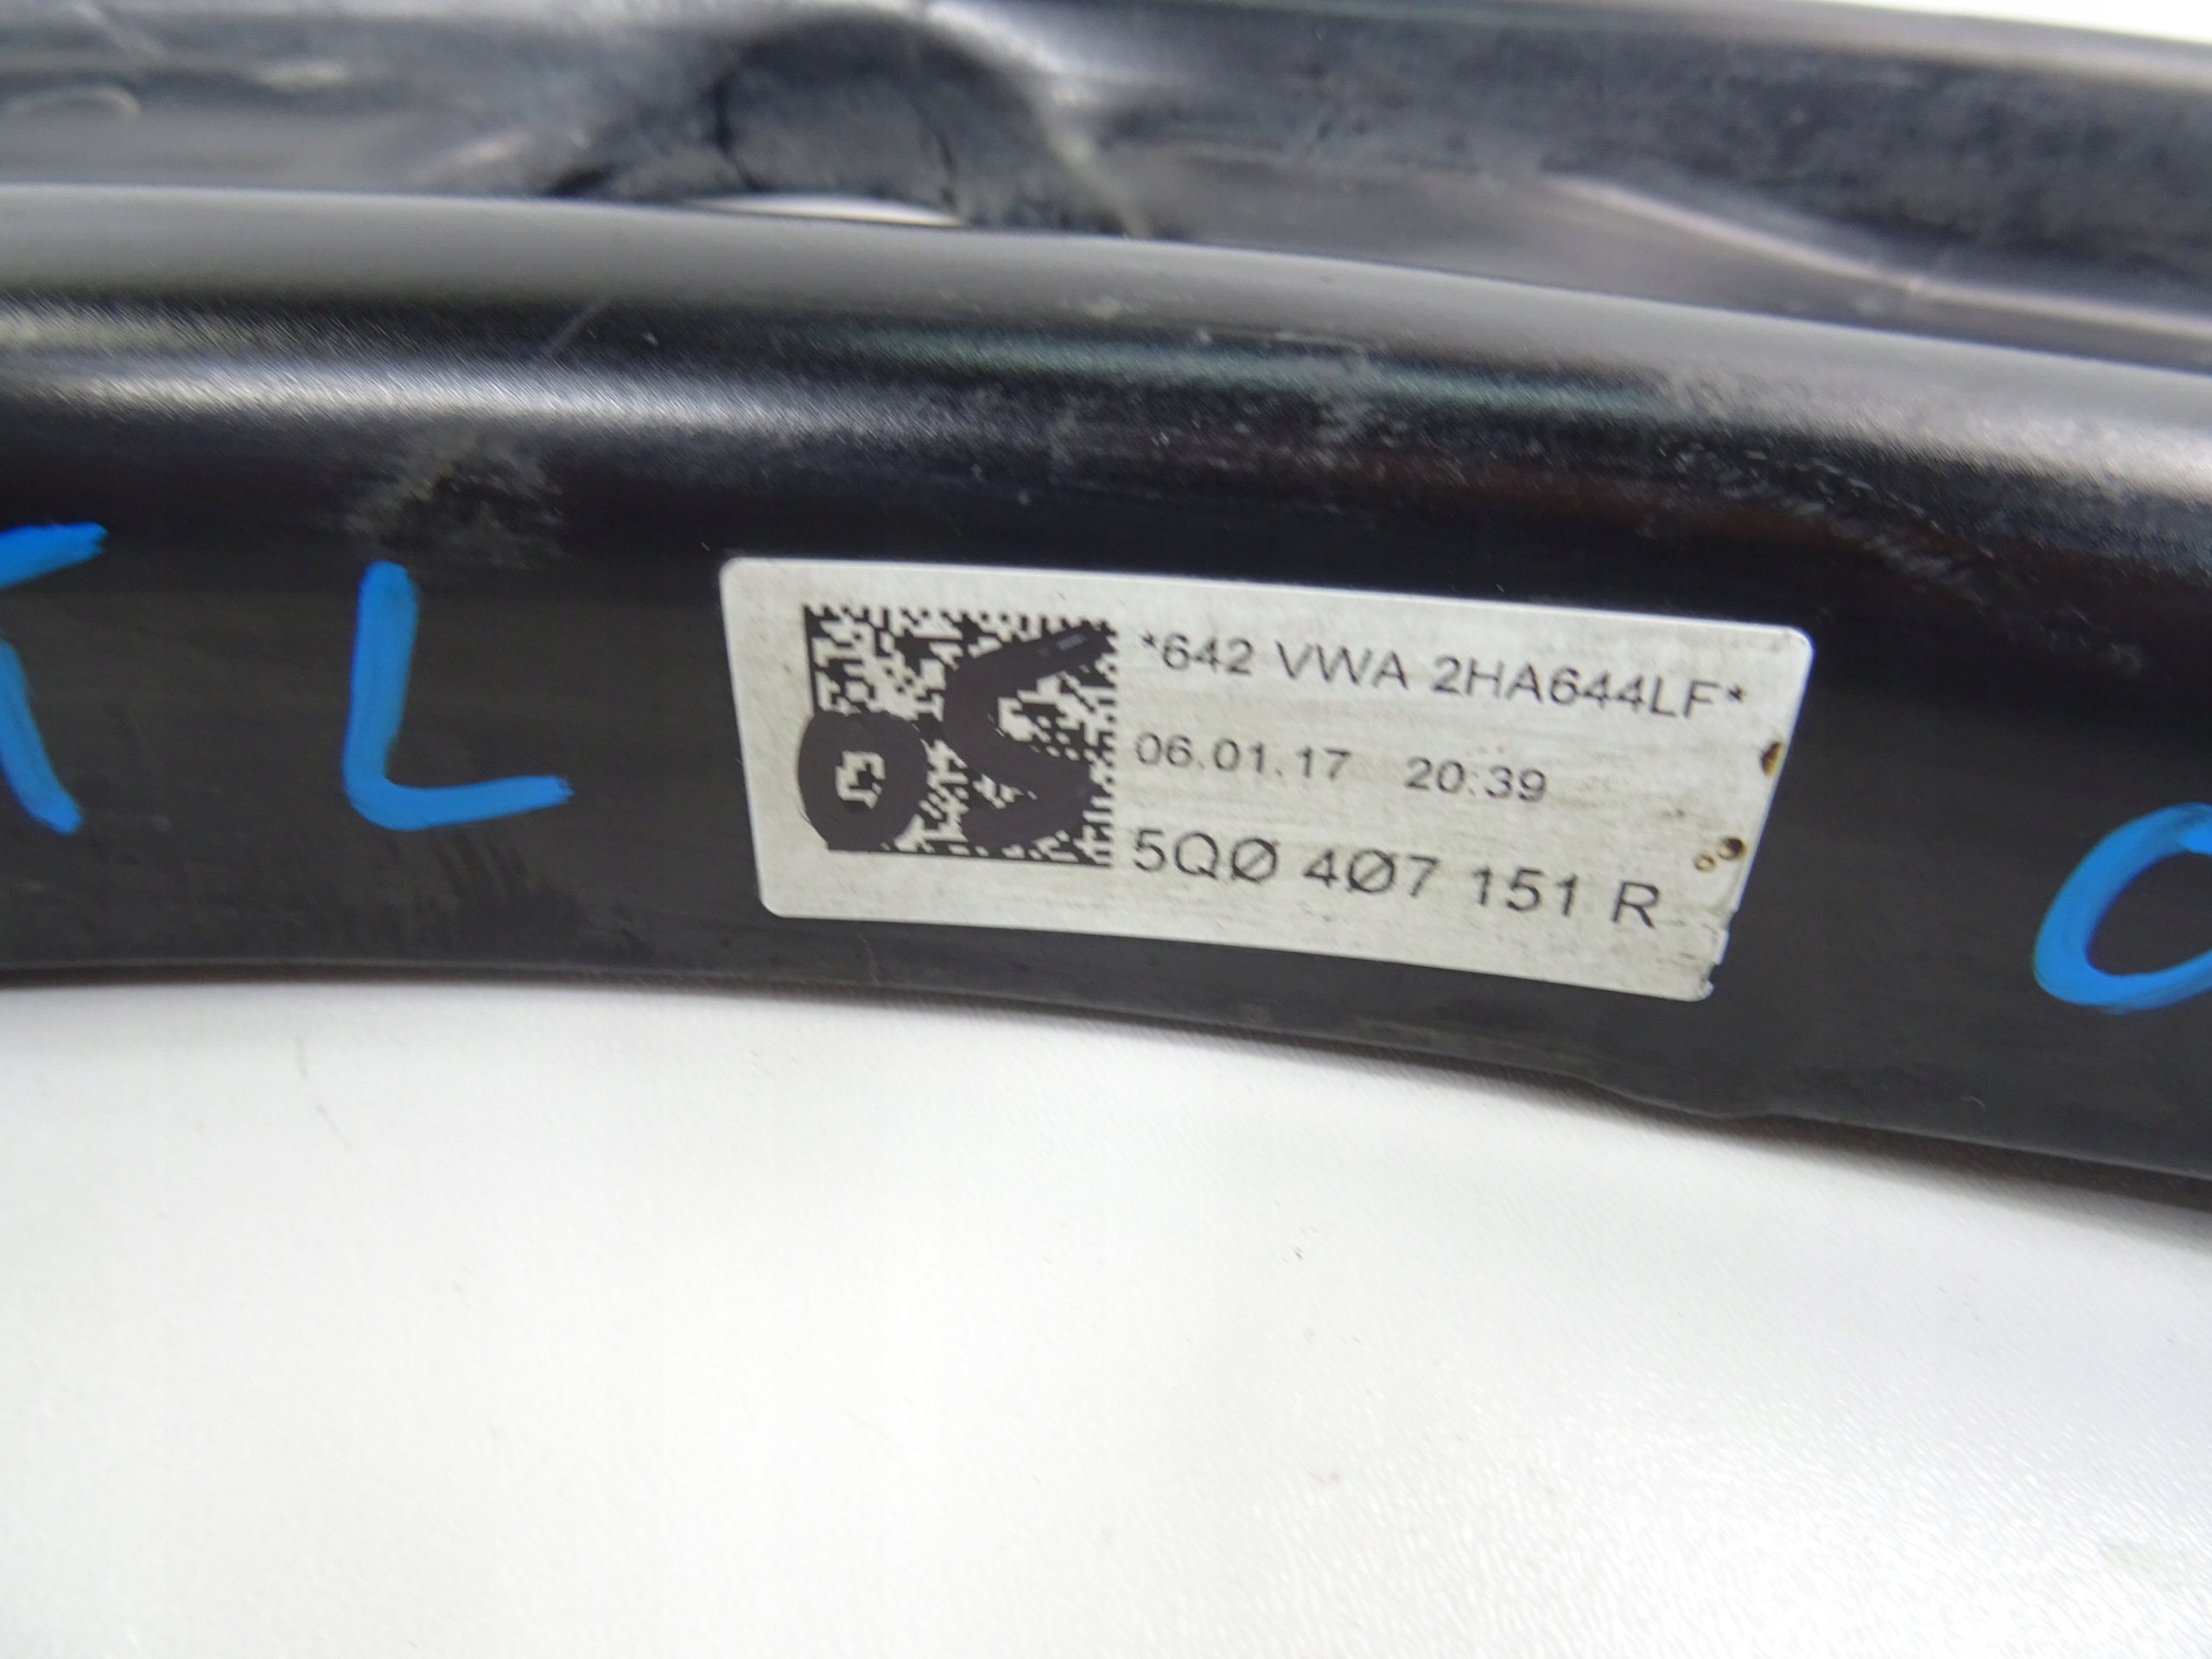 *642 VWA 2HA644LF*
06.01.17 20:39
5QØ 4Ø7 151 R
L